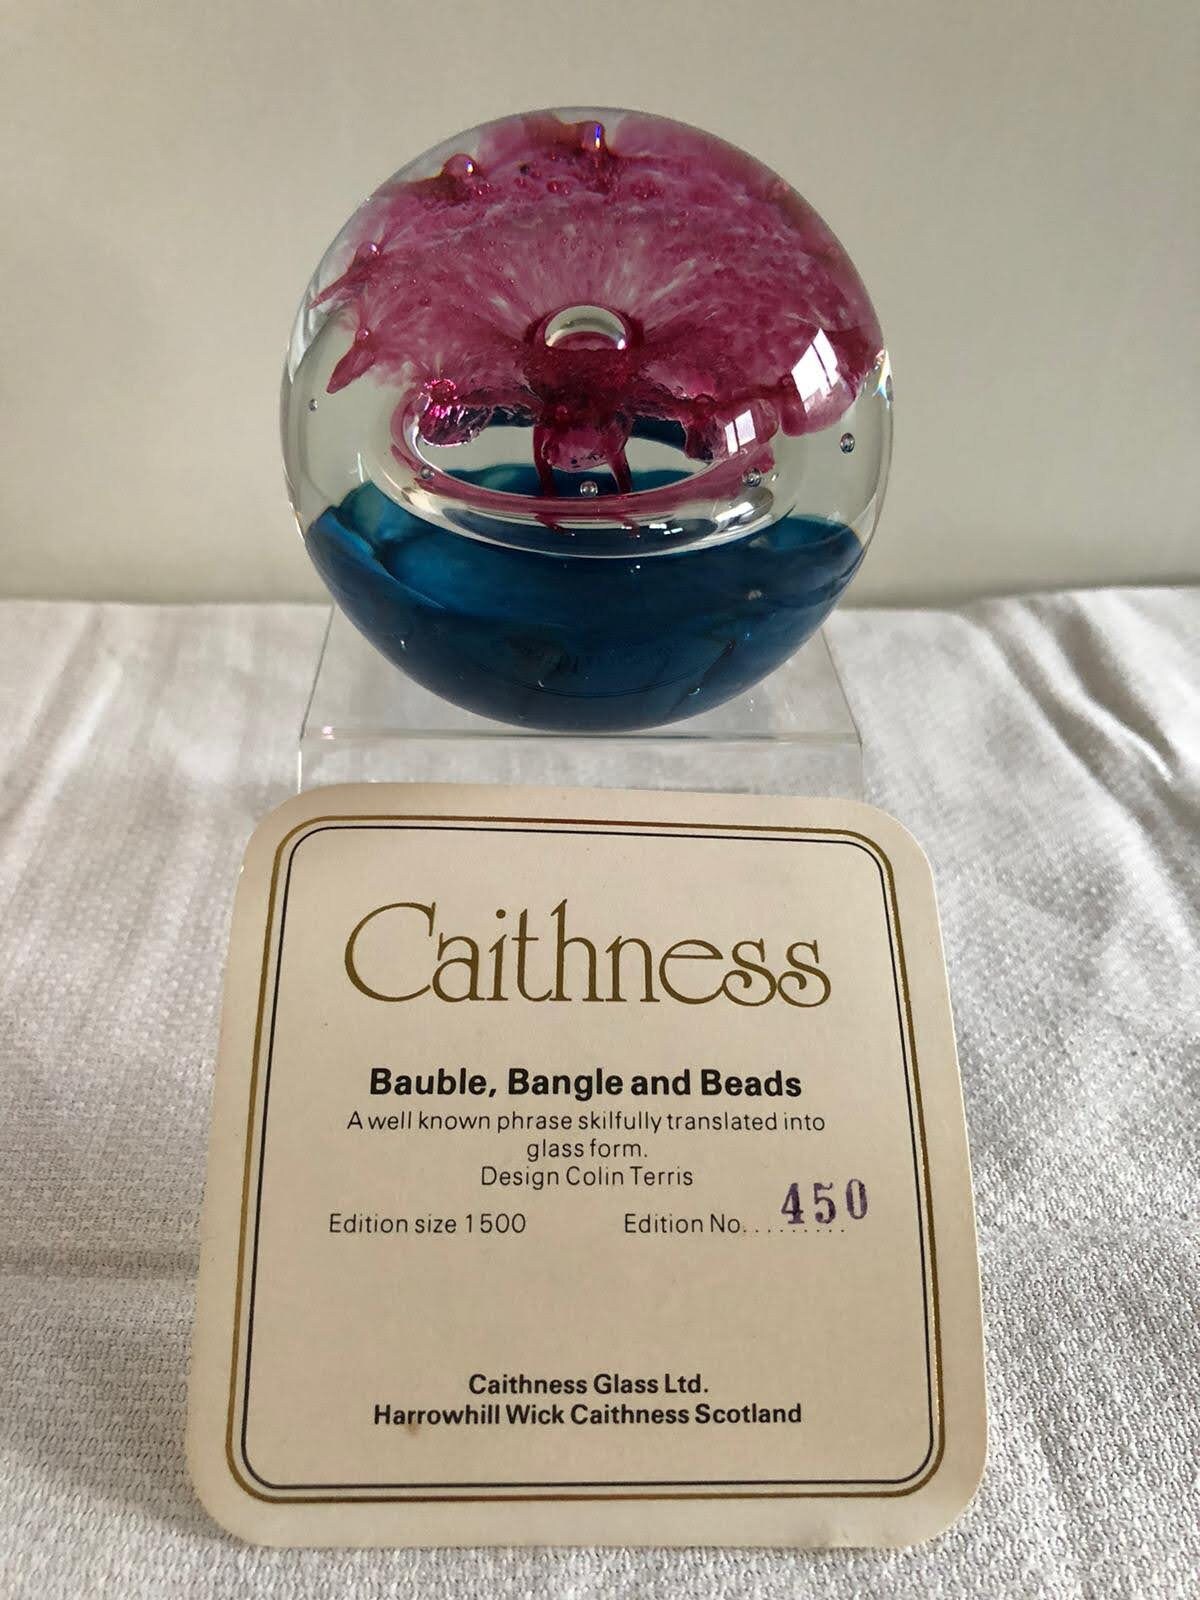 Caithness
Bauble, Bangle and Beads
A well known phrase skilfully translated into
glass form.
Design Colin Terris
Edition size 1500 Edition No. 450
Caithness Glass Ltd.
Harrowhill Wick Caithness Scotland